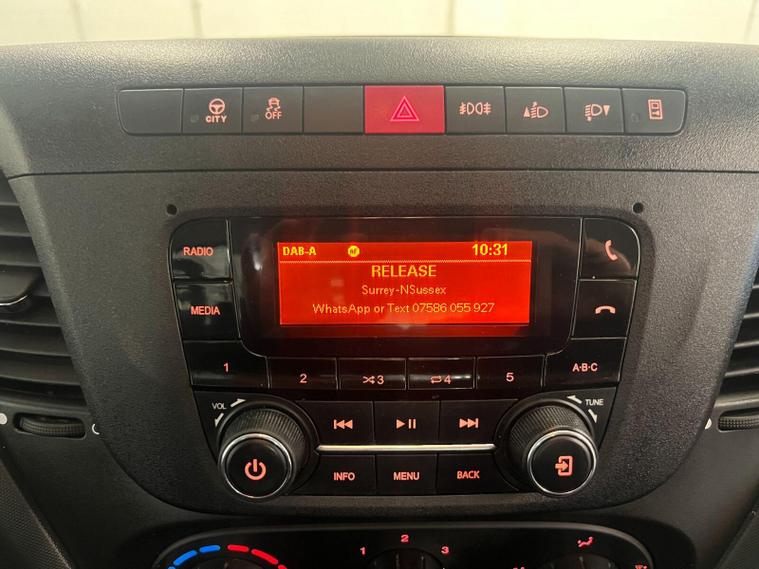 CITY
OFF
DAB-A AF 10:31
RELEASE
Surrey-NSussex
WhatsApp or Text 07586 055 927
RADIO
MEDIA
1 2 3 4 5 A·B·C
VOL TUNE
INFO MENU BACK
1 2 3